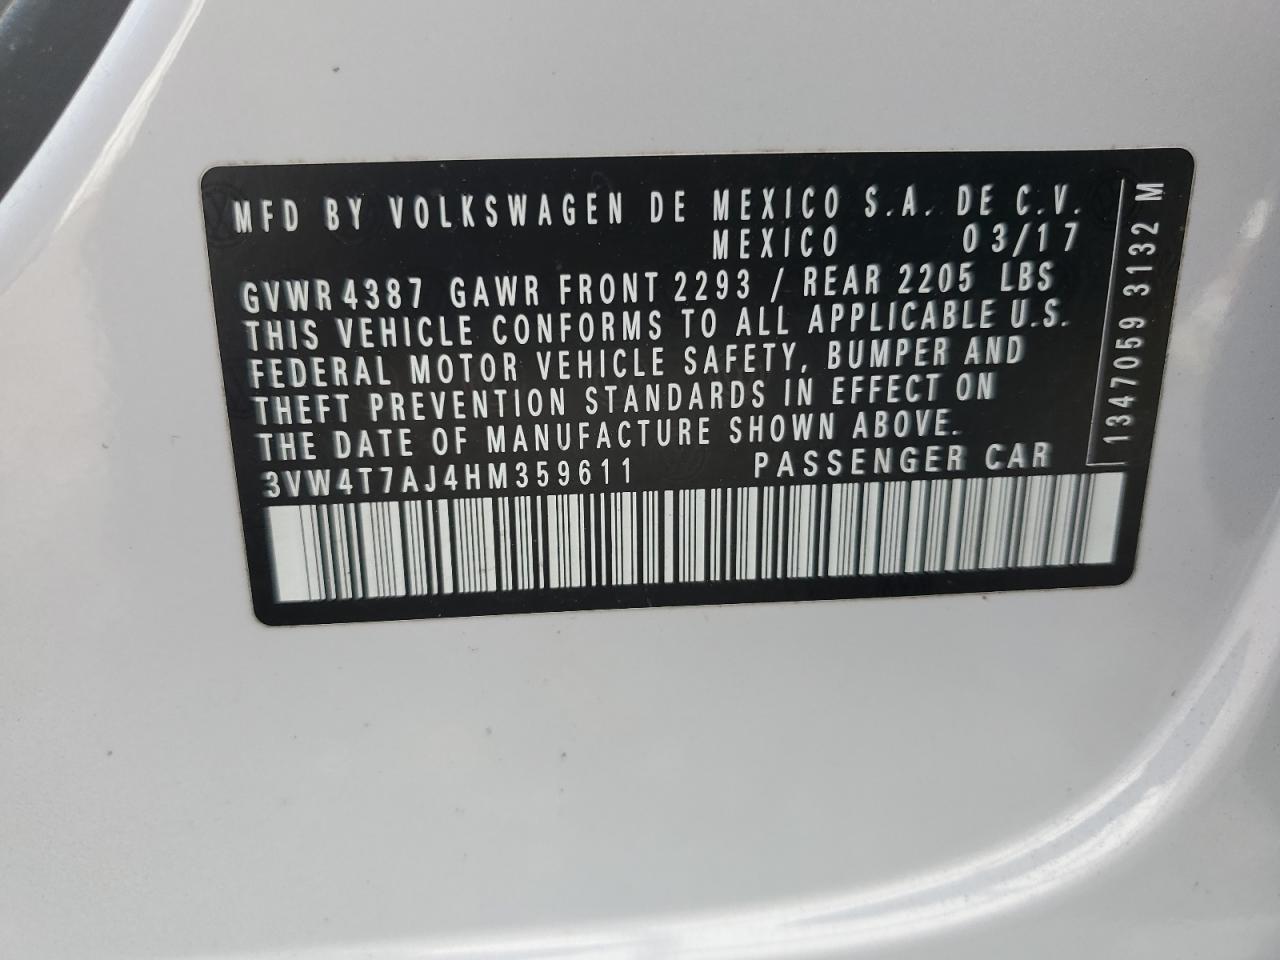 MFD BY VOLKSWAGEN DE MEXICO S.A. DE C.V.
MEXICO 03/17
GVWR 4387 GAWR FRONT 2293 / REAR 2205 LBS
THIS VEHICLE CONFORMS TO ALL APPLICABLE U.S.
FEDERAL MOTOR VEHICLE SAFETY, BUMPER AND
THEFT PREVENTION STANDARDS IN EFFECT ON
THE DATE OF MANUFACTURE SHOWN ABOVE.
3VW4T7AJ4HM359611 PASSENGER CAR
1347059 3132 M